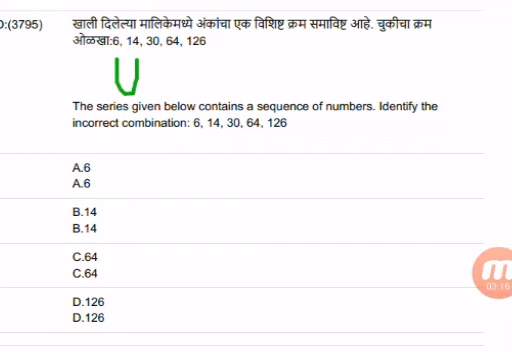 D:(3795)
खाली दिलेल्या मालिकेमध्ये अंकांचा एक विशिष्ट क्रम समाविष्ट आहे. चुकीचा क्रम
ओळखा:6, 14, 30, 64, 126
The series given below contains a sequence of numbers. Identify the
incorrect combination: 6, 14, 30, 64, 126
A.6
A.6
B.14
B.14
C.64
C.64
D.126
D.126
03:16